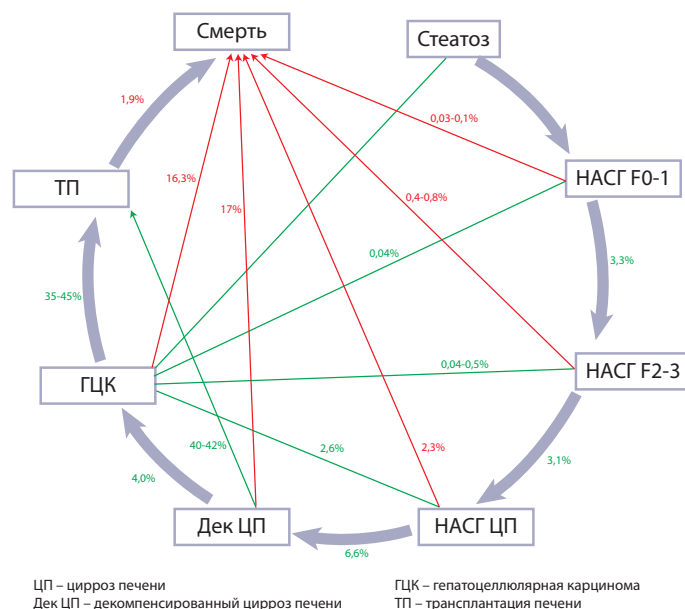 Смерть
Стеатоз
1,9%
0,03-0,1%
ТП
16,3%
НАСГ F0-1
0,4-0,8%
17%
0,04%
3,3%
35-45%
0,04-0,5%
ГЦК
НАСГ F2-3
40-42%
2,6%
2,3%
3,1%
4,0%
Дек ЦП
НАСГ ЦП
6,6%
ЦП – цирроз печени
ГЦК – гепатоцеллюлярная карцинома
Дек ЦП – декомпенсированный цирроз печени
ТП – трансплантация печени